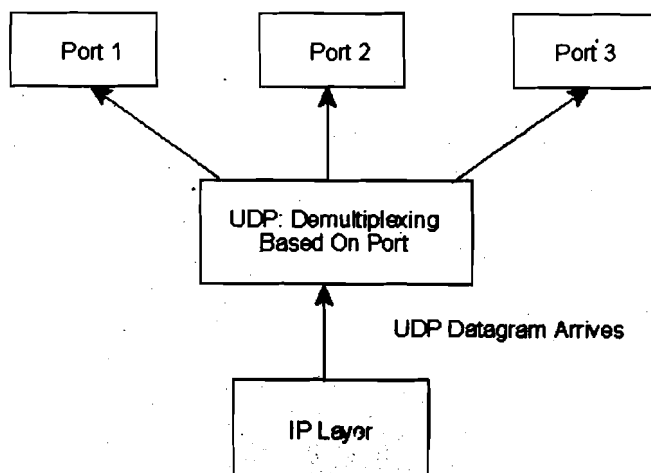 Port 1
Port 2
Port 3
UDP: Demultiplexing
Based On Port
UDP Datagram Arrives
IP Layer